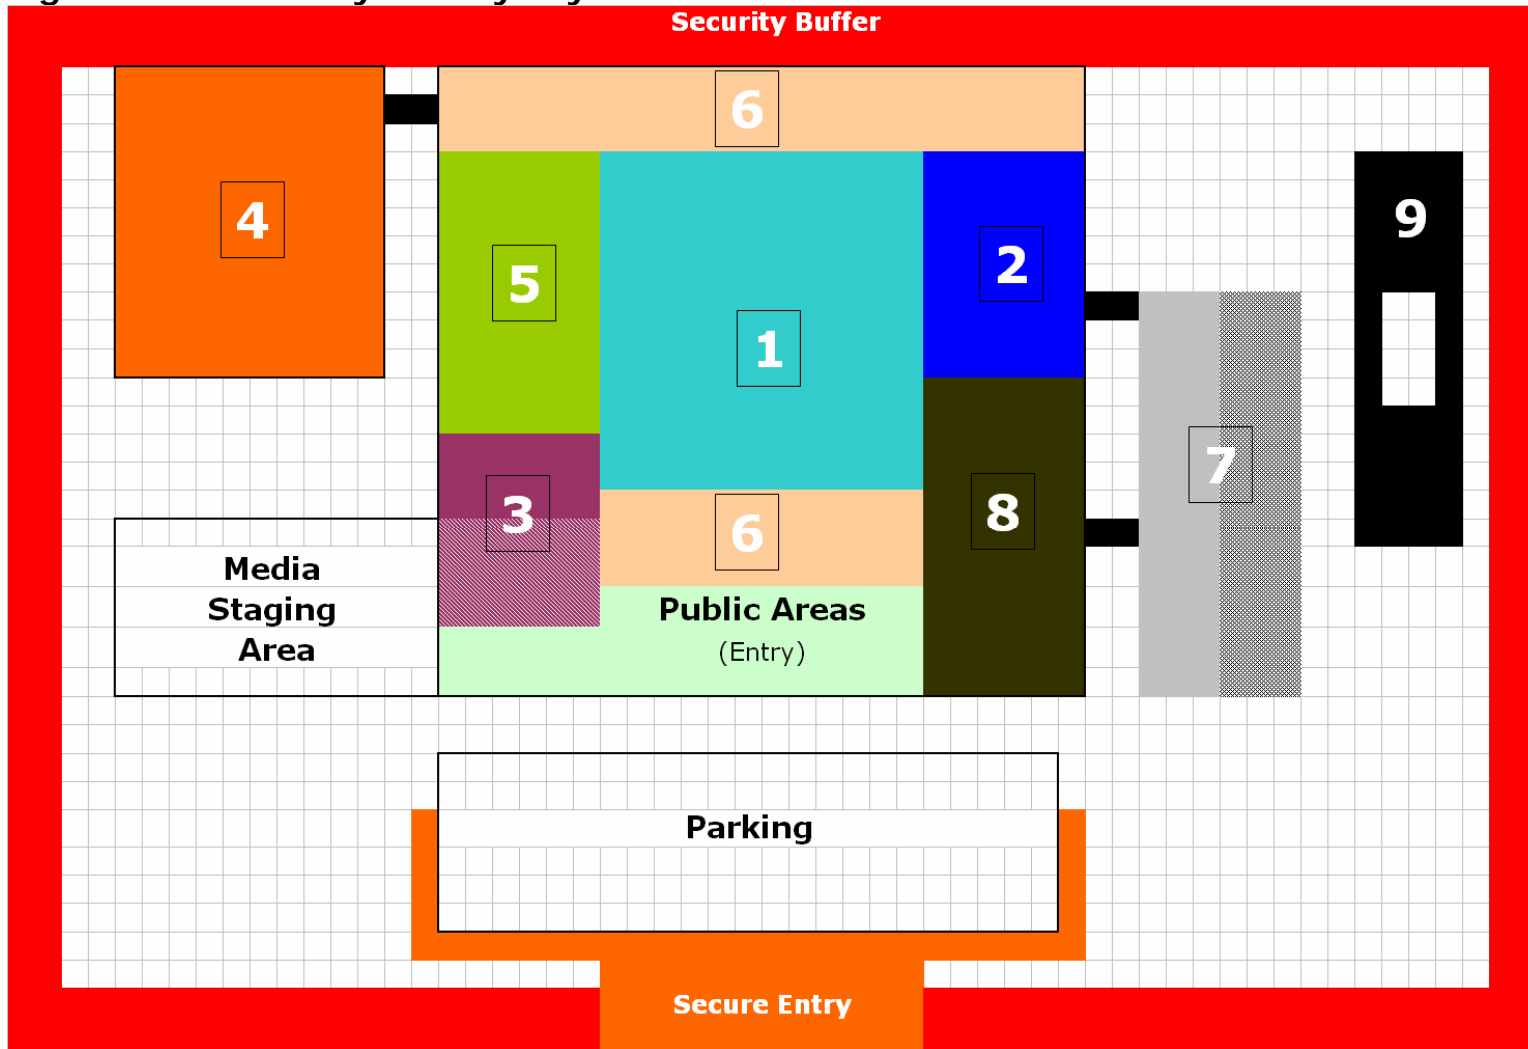 Security Buffer
6
4
5
2
9
1
7
3
8
6
Media
Staging
Area
Public Areas
(Entry)
Parking
Secure Entry